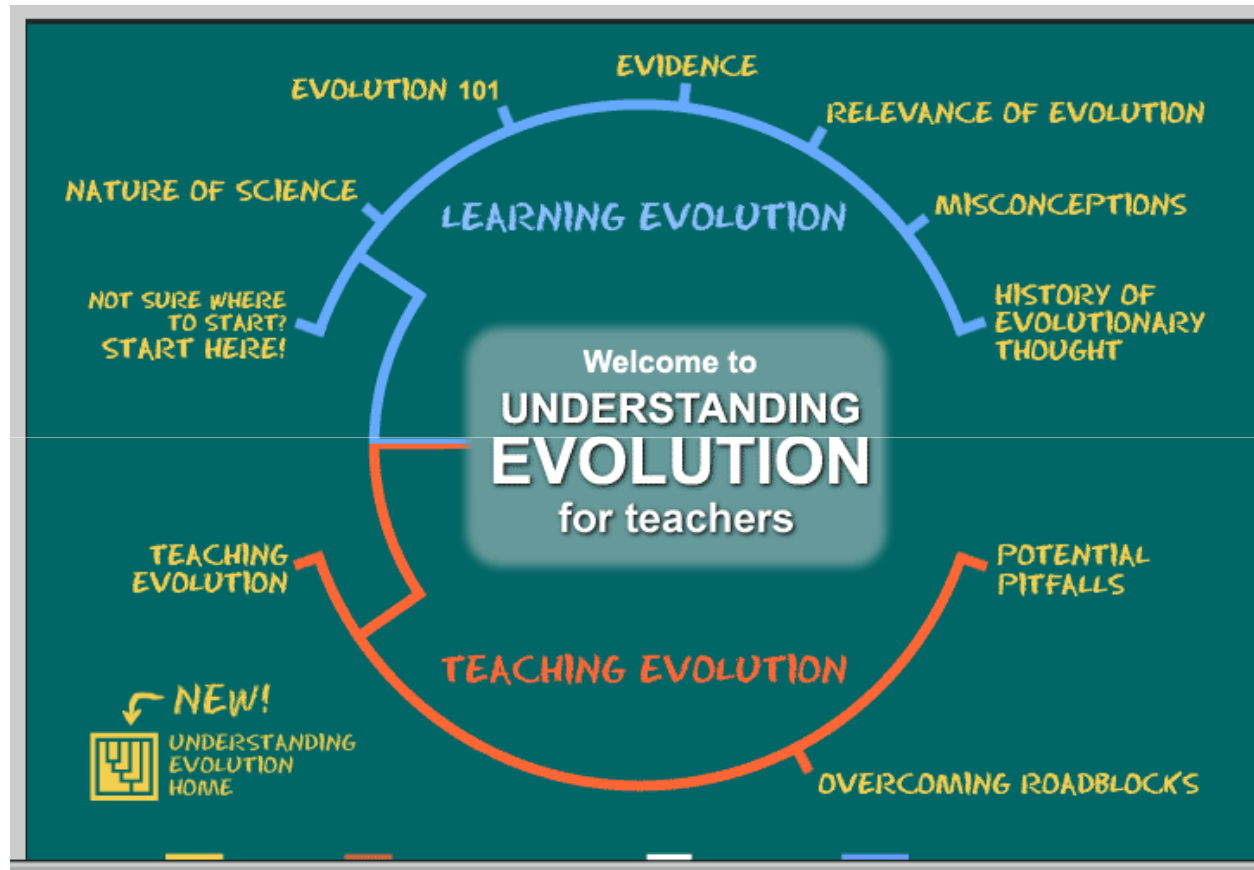 EVIDENCE
EVOLUTION 101
RELEVANCE OF EVOLUTION
NATURE OF SCIENCE
MISCONCEPTIONS
LEARNING EVOLUTION
NOT SURE WHERE
TO START?
START HERE!
HISTORY OF
EVOLUTIONARY
THOUGHT
Welcome to
UNDERSTANDING
EVOLUTION
for teachers
TEACHING
EVOLUTION
POTENTIAL
PITFALLS
TEACHING EVOLUTION
NEW!
UNDERSTANDING
EVOLUTION
HOME
OVERCOMING ROADBLOCKS